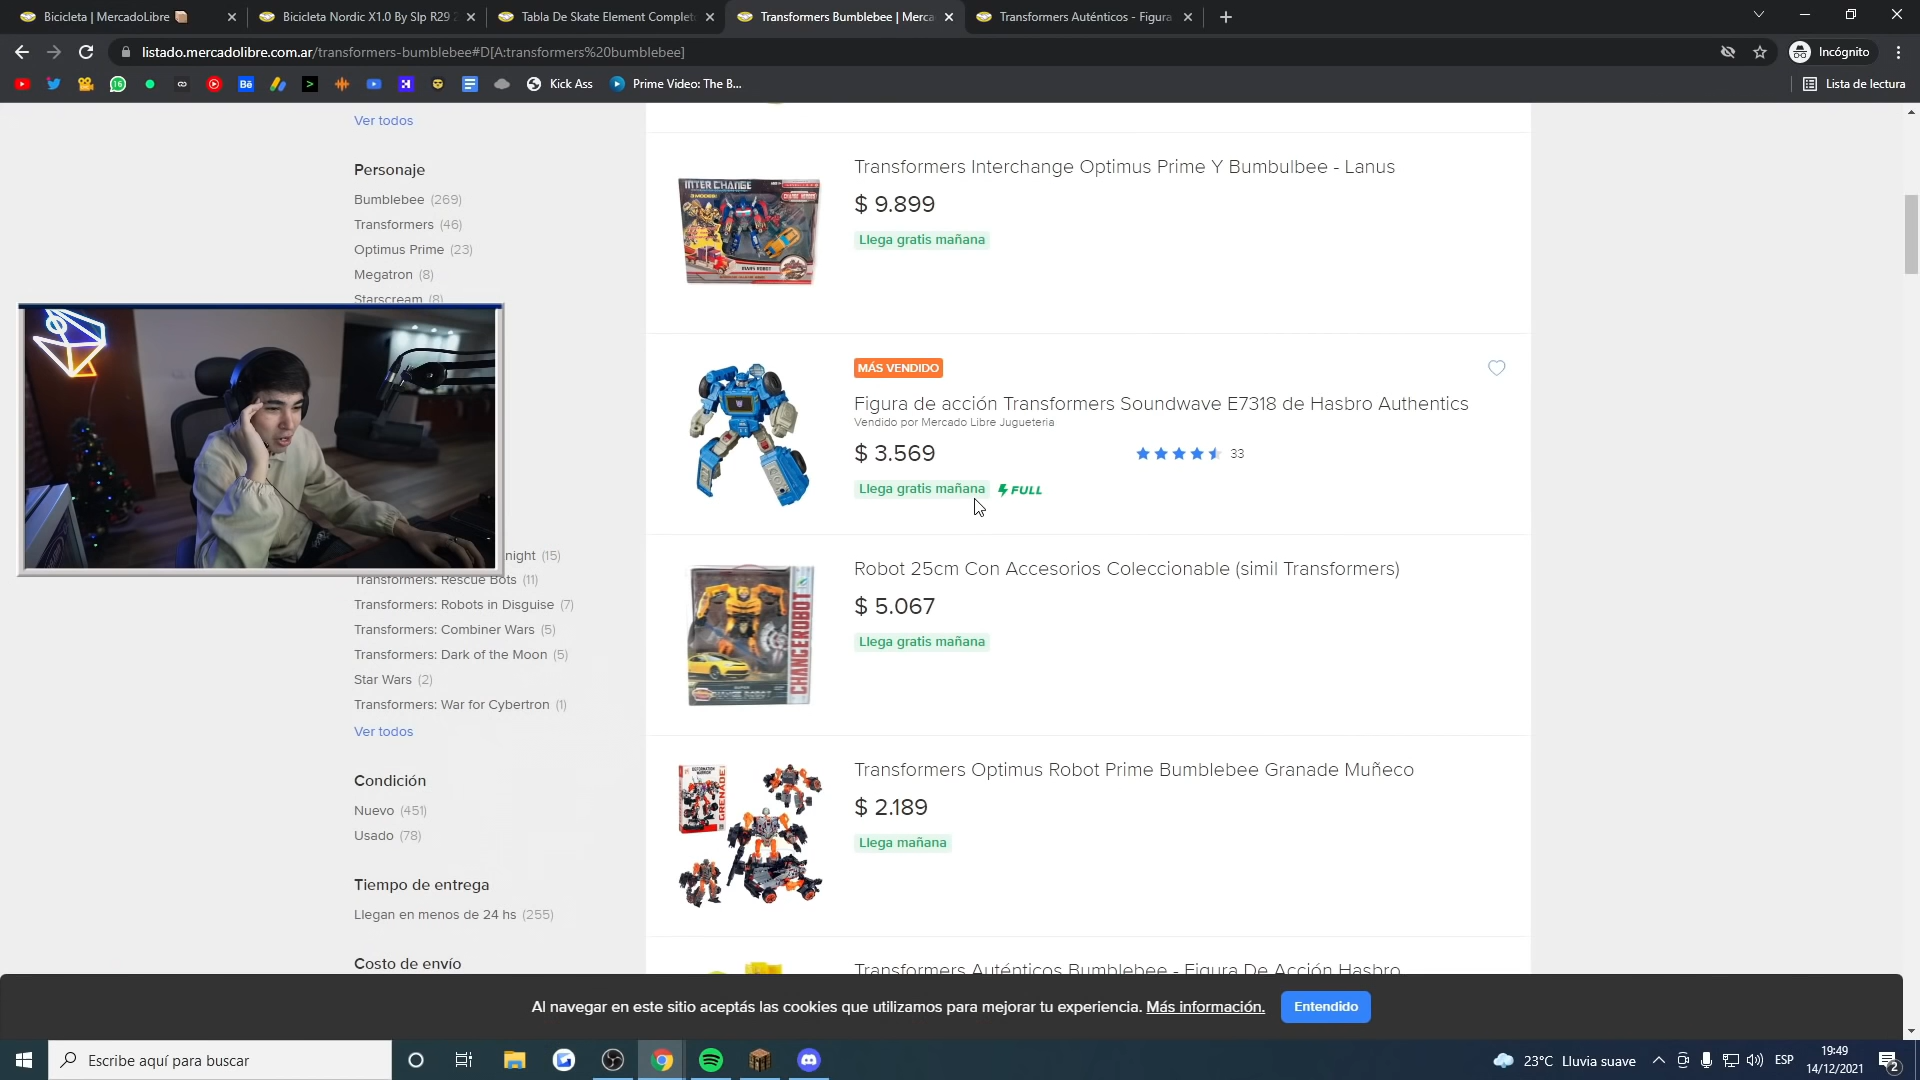 Bicicleta | MercadoLibre
Bicicleta Nordic X1.0 By Slp R29 2
Tabla De Skate Element Complet
Transformers Bumblebee | Merca
Transformers Auténticos - Figura
listado.mercadolibre.com.ar/transformers-bumblebee#D[A:transformers%20bumblebee]
Incógnito
16
Bē
Kick Ass
Prime Video: The B...
Lista de lectura
Ver todos
Personaje
Bumblebee (269)
Transformers (46)
Optimus Prime (23)
Megatron (8)
Starscream (8)
night (15)
Transformers: Rescue Bots (11)
Transformers: Robots in Disguise (7)
Transformers: Combiner Wars (5)
Transformers: Dark of the Moon (5)
Star Wars (2)
Transformers: War for Cybertron (1)
Ver todos
Condición
Nuevo (451)
Usado (78)
Tiempo de entrega
Llegan en menos de 24 hs (255)
Costo de envío
INTER CHANGE
Transformers Interchange Optimus Prime Y Bumbulbee - Lanus
$ 9.899
Llega gratis mañana
MÁS VENDIDO
Figura de acción Transformers Soundwave E7318 de Hasbro Authentics
Vendido por Mercado Libre Jugueteria
$ 3.569
33
Llega gratis mañana FULL
CHANCEROBOT
Robot 25cm Con Accesorios Coleccionable (simil Transformers)
$ 5.067
Llega gratis mañana
GRENADE
Transformers Optimus Robot Prime Bumblebee Granade Muñeco
$ 2.189
Llega mañana
Transformers Auténticos Bumblebee - Figura De Acción Hasbro
Al navegar en este sitio aceptás las cookies que utilizamos para mejorar tu experiencia. Más información.
Entendido
Escribe aquí para buscar
23°C Lluvia suave
ESP
19:49
14/12/2021
2